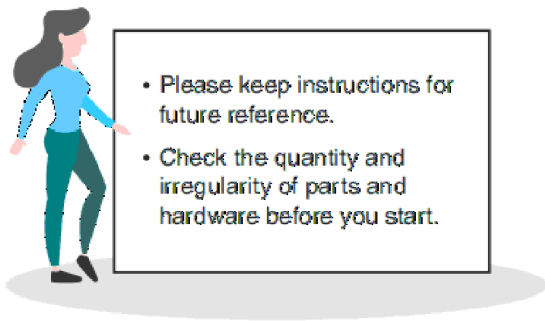 • Please keep instructions for
future reference.
• Check the quantity and
irregularity of parts and
hardware before you start.